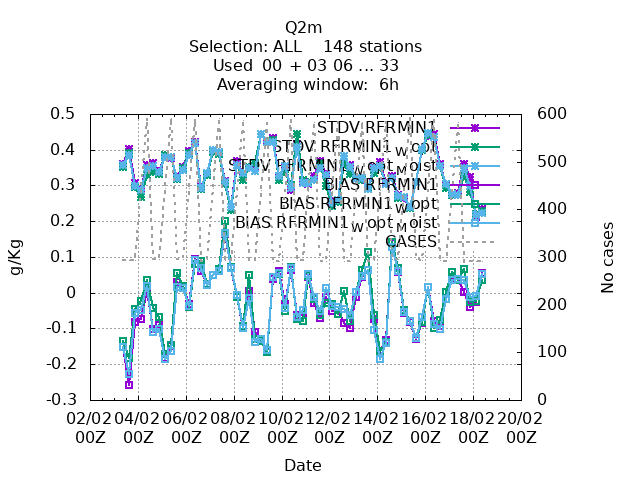 Q2m
Selection: ALL 148 stations
Used 00 + 03 06 ... 33
Averaging window: 6h
STDV RFRMIN1
STDV RFRMIN1_Wopt
STDV RFRMIN1_Wopt_Moist
BIAS RFRMIN1
BIAS RFRMIN1_Wopt
BIAS RFRMIN1_Wopt_Moist
CASES
g/Kg
0.5
0.4
0.3
0.2
0.1
0
-0.1
-0.2
-0.3
No cases
600
500
400
300
200
100
0
02/02 04/02 06/02 08/02 10/02 12/02 14/02 16/02 18/02 20/02
00Z 00Z 00Z 00Z 00Z 00Z 00Z 00Z 00Z 00Z
Date